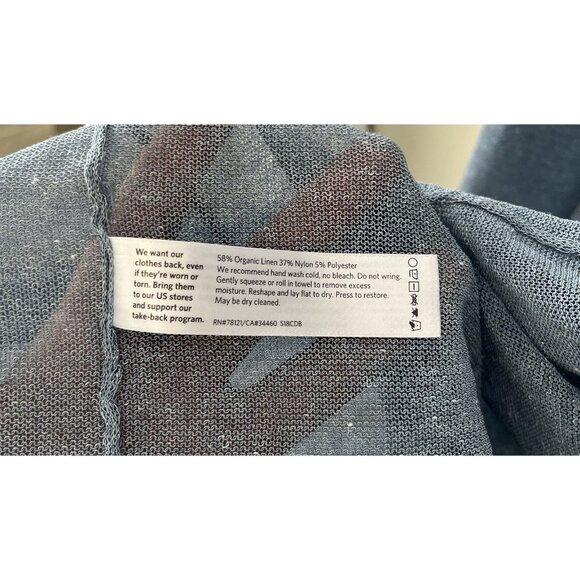 We want our
clothes back, even
if they're worn or
torn. Bring them
to our US stores
and support our
take-back program.
58% Organic Linen 37% Nylon 5% Polyester
We recommend hand wash cold, no bleach. Do not wring.
Gently squeeze or roll in towel to remove excess
moisture. Reshape and lay flat to dry. Press to restore.
May be dry cleaned.
RN#78121/CA#34460 S18CDB